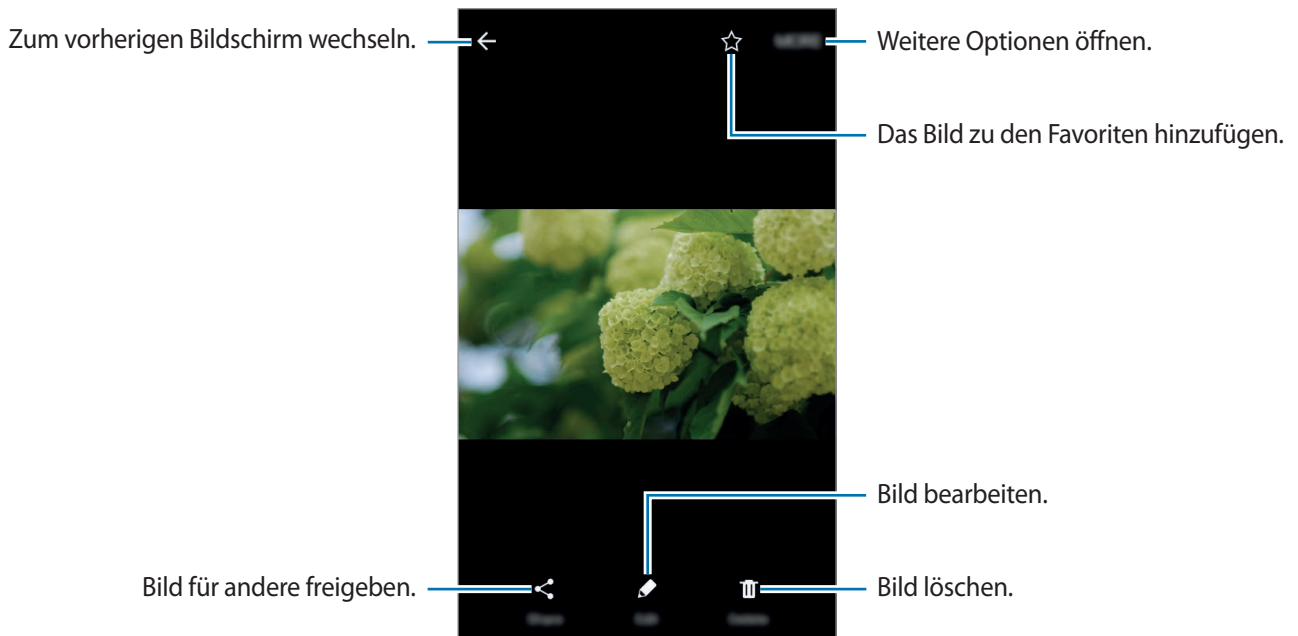 Zum vorherigen Bildschirm wechseln.
Weitere Optionen öffnen.
Das Bild zu den Favoriten hinzufügen.
Bild bearbeiten.
Bild für andere freigeben.
Bild löschen.